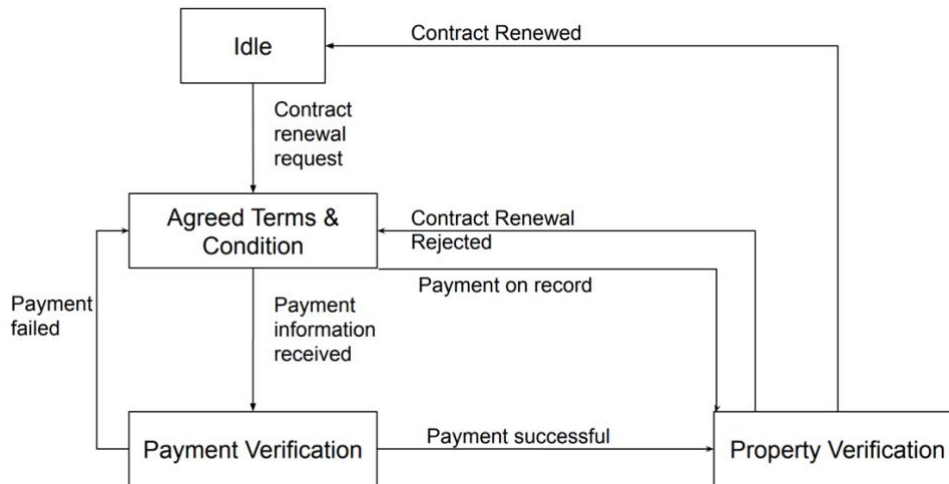 Idle
Contract Renewed
Contract
renewal
request
Agreed Terms &
Condition
Contract Renewal
Rejected
Payment on record
Payment
failed
Payment
information
received
Payment Verification
Payment successful
Property Verification